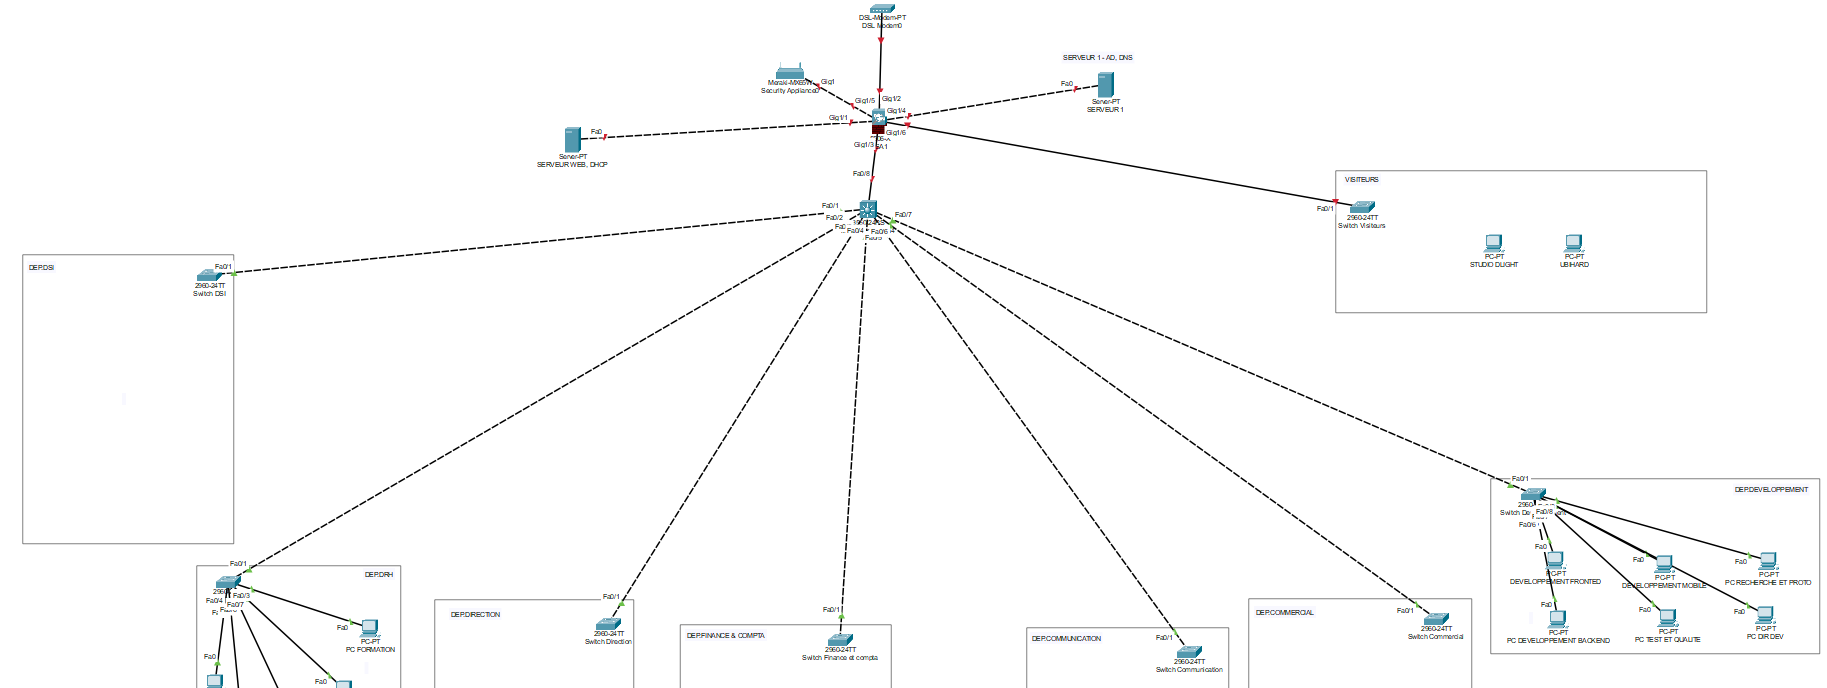 DSL-Modem-PT
DSL Modem0
SERVEUR 1 - AD, DNS
Gig1
Security Appliance0
Fa0
Server-PT
SERVEUR 1
Gig1/5
Gig1/2
Gig1/4
Gig1/1
Gig1/6
Gig1/3
Fa0
Server-PT
SERVEUR WEB, DHCP
Fa0/8
VISITEURS
Fa0/1
2960-24TT
Switch Visiteurs
PC-PT
STUDIO DLIGHT
PC-PT
UBIHARD
Fa0/1
Fa0/2
Fa0/4
Fa0/6
Fa0/7
DEP.DSI
Fa0/1
2960-24TT
Switch DSI
Fa0/1
DEP.DRH
Fa0/4
Fa0/3
Fa0/7
Fa0
PC-PT
PC FORMATION
Fa0
Fa0
DEP.DIRECTION
Fa0/1
2960-24TT
Switch Direction
DEP.FINANCE & COMPTA
Fa0/1
2960-24TT
Switch Finance et compta
DEP.COMMUNICATION
Fa0/1
2960-24TT
Switch Communication
DEP.COMMERCIAL
Fa0/1
2960-24TT
Switch Commercial
Fa0/1
DEP.DEVELOPPEMENT
Fa0/8
Fa0/6
Fa0
PC-PT
DEVELOPPEMENT FRONTED
Fa0
PC-PT
DEVELOPPEMENT MOBILE
Fa0
PC-PT
PC RECHERCHE ET PROTO
Fa0
PC-PT
PC DEVELOPPEMENT BACKEND
Fa0
PC-PT
PC TEST ET QUALITE
Fa0
PC-PT
PC DIR DEV